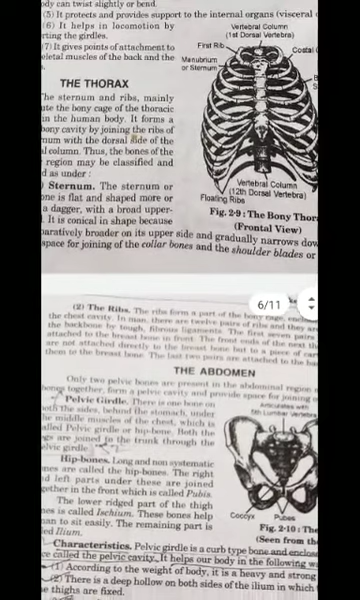 ody can twist slightly or bend.
(5) It protects and provides support to the internal organs (visceral
(6) It helps in locomotion by
rting the girdles.
(7) It gives points of attachment to
eletal muscles of the back and the
s.
Vertebral Column
(1st Dorsal Vertebra)
First Rib
Costal
Manubrium
or Sternum
THE THORAX
The sternum and ribs, mainly
ute the bony cage of the thoracic
in the human body. It forms a
bony cavity by joining the ribs of
num with the dorsal side of the
al column. Thus, the bones of the
region may be classified and
d as under :
Vertebral Column
(12th Dorsal Vertebra)
Floating Ribs
Fig. 2-9 : The Bony Thor
(Frontal View)
) Sternum. The sternum or
one is flat and shaped more or
a dagger, with a broad upper-
. It is conical in shape because
paratively broader on its upper side and gradually narrows dow
space for joining of the collar bones and the shoulder blades or
6/11
(2) The Ribs. The ribs form a part of the bony cage,
the chest cavity. In man, there are twelve pairs of ribs and they are
the backbone by tough, fibrous ligaments. The first seven pairs
attached to the breast bone in front. The front ends of the next th
are not attached directly to the breast bone but to a piece of car
them to the breast bone. The last two pairs are attached to the ba
THE ABDOMEN
Only two pelvic bones are present in the abdominal region
bones together, form a pelvic cavity and provide space for joining o
Pelvic Girdle. There is one bone on
both the sides, behind the stomach, under
he middle muscles of the chest, which is
alled Pelvic girdle or hip-bone. Both the
ngs are joined to the trunk through the
elvic girdle.
Articulates with
5th Lumber Vertebra
Hip-bones. Long and non systematic
nes are called the hip-bones. The right
nd left parts under these are joined
gether in the front which is called Pubis.
The lower ridged part of the thigh
nes is called Ischium. These bones help
man to sit easily. The remaining part is
led Ilium.
Coccyx
Pubes
Fig. 2-10 : The
(Seen from th
Characteristics. Pelvic girdle is a curb type bone and enclose
ce called the pelvic cavity. It helps our body in the following wa
(1) According to the weight of body, it is a heavy and strong
(2) There is a deep hollow on both sides of the ilium in which
he thighs are fixed.